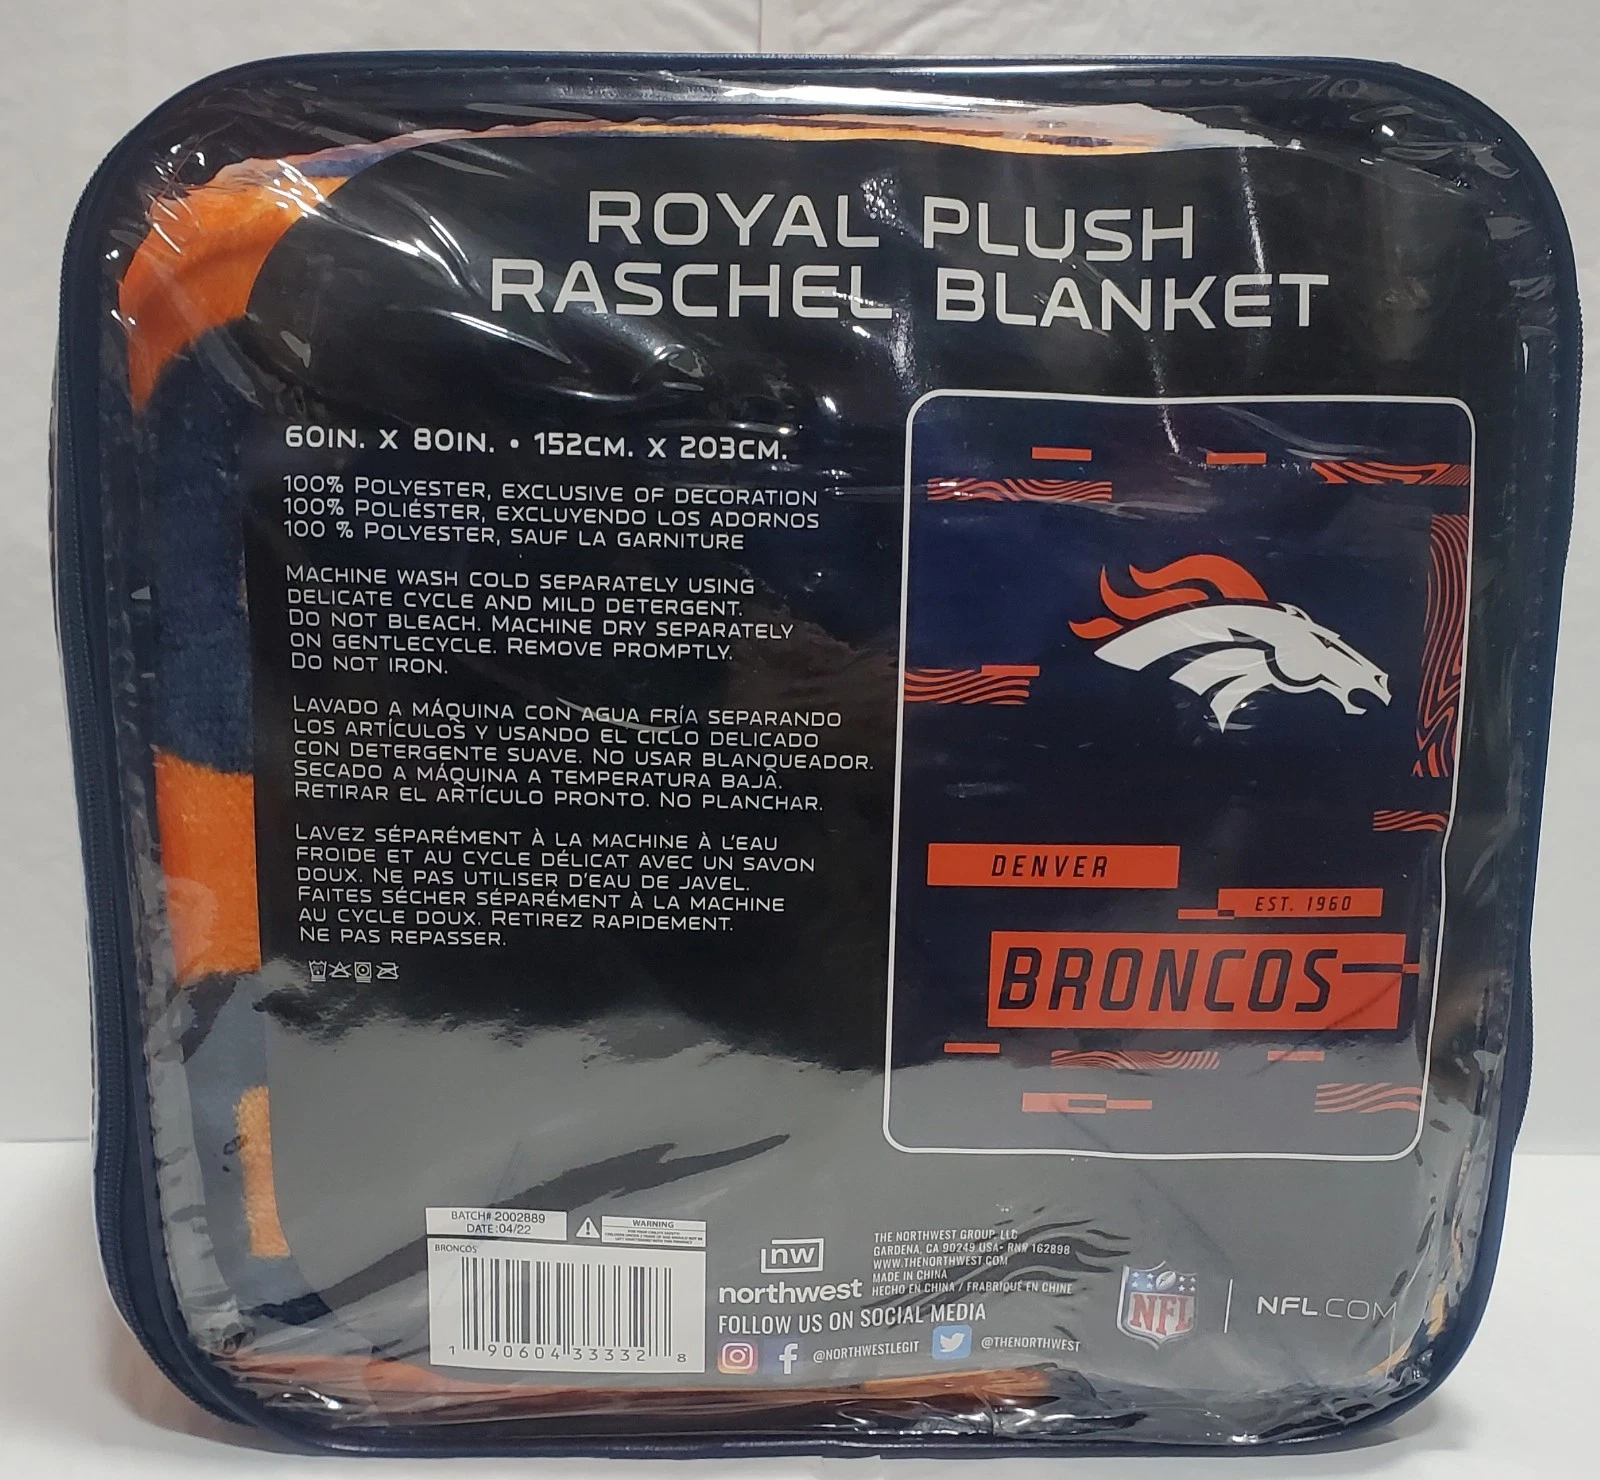 ROYAL PLUSH
RASCHEL BLANKET
60IN. X 80IN. • 152CM. X 203CM.
100% POLYESTER, EXCLUSIVE OF DECORATION
100% POLIÉSTER, EXCLUYENDO LOS ADORNOS
100 % POLYESTER, SAUF LA GARNITURE
MACHINE WASH COLD SEPARATELY USING
DELICATE CYCLE AND MILD DETERGENT.
DO NOT BLEACH. MACHINE DRY SEPARATELY
ON GENTLECYCLE. REMOVE PROMPTLY.
DO NOT IRON.
LAVADO A MÁQUINA CON AGUA FRÍA SEPARANDO
LOS ARTÍCULOS Y USANDO EL CICLO DELICADO
CON DETERGENTE SUAVE. NO USAR BLANQUEADOR.
SECADO A MÁQUINA A TEMPERATURA BAJA.
RETIRAR EL ARTÍCULO PRONTO. NO PLANCHAR.
LAVEZ SÉPARÉMENT À LA MACHINE À L'EAU
FROIDE ET AU CYCLE DÉLICAT AVEC UN SAVON
DOUX. NE PAS UTILISER D'EAU DE JAVEL.
FAITES SÉCHER SÉPARÉMENT À LA MACHINE
AU CYCLE DOUX. RETIREZ RAPIDEMENT.
NE PAS REPASSER.
DENVER
EST. 1960
BRONCOS
BATCH# 2002889
DATE:04/22
WARNING
BRONCOS
1 90604 33332 8
nw
northwest
THE NORTHWEST GROUP, LLC
GARDENA, CA 90249 USA• RN# 162898
WWW.THENORTHWEST.COM
MADE IN CHINA
HECHO EN CHINA / FRABRIQUÉ EN CHINE
FOLLOW US ON SOCIAL MEDIA
@NORTHWESTLEGIT
@THENORTHWEST
NFL
NFL.COM